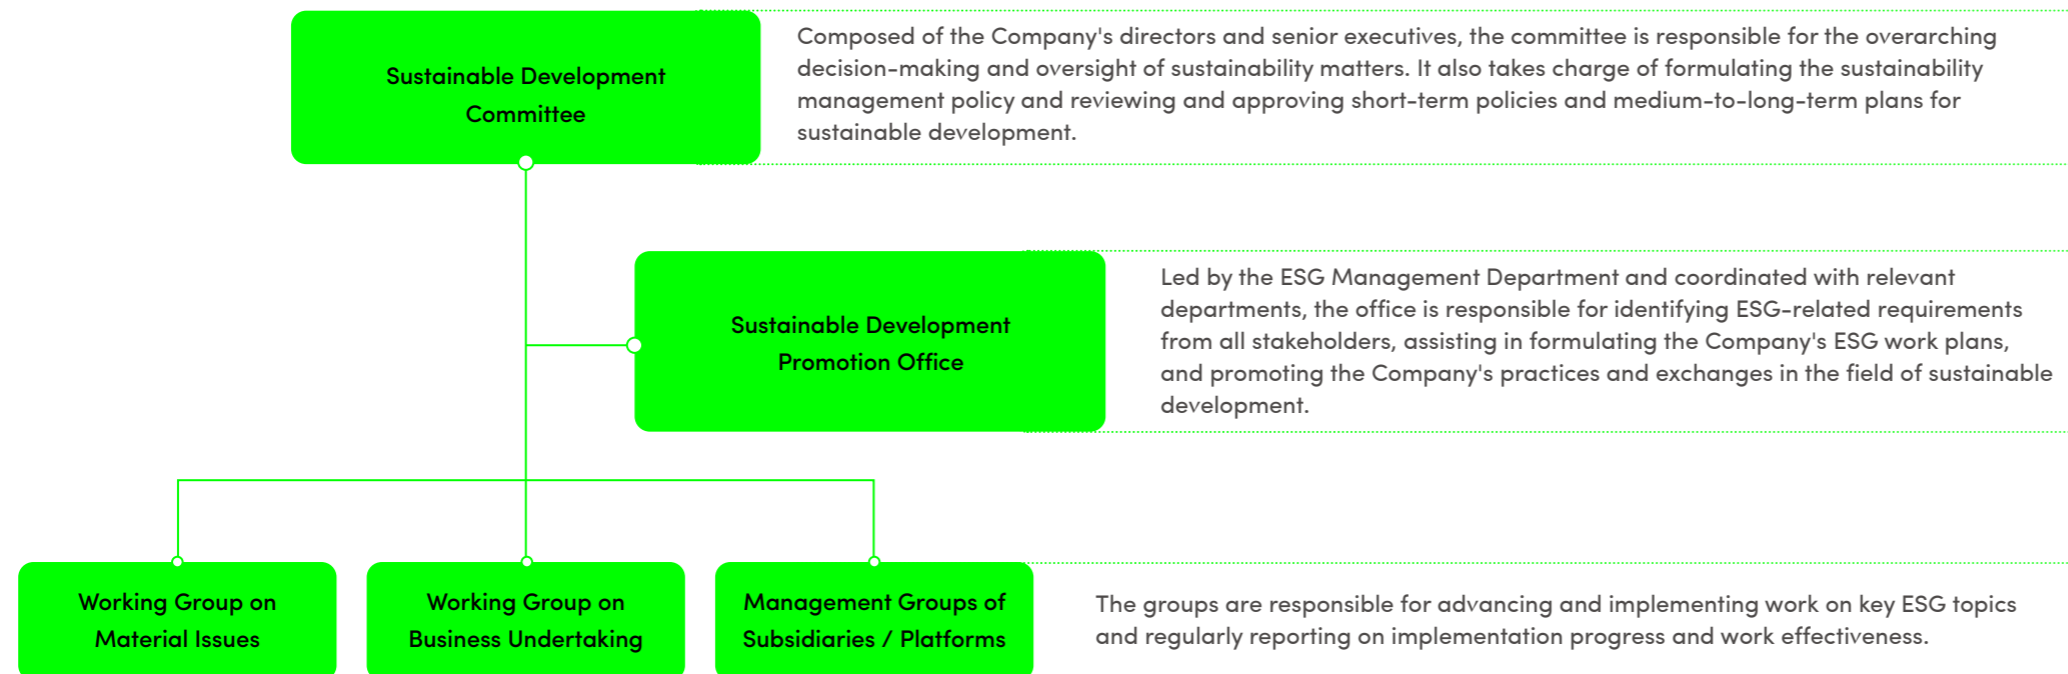 Sustainable Development
Committee
Composed of the Company's directors and senior executives, the committee is responsible for the overarching
decision-making and oversight of sustainability matters. It also takes charge of formulating the sustainability
management policy and reviewing and approving short-term policies and medium-to-long-term plans for
sustainable development.
Sustainable Development
Promotion Office
Led by the ESG Management Department and coordinated with relevant
departments, the office is responsible for identifying ESG-related requirements
from all stakeholders, assisting in formulating the Company's ESG work plans,
and promoting the Company's practices and exchanges in the field of sustainable
development.
Working Group on
Material Issues
Working Group on
Business Undertaking
Management Groups of
Subsidiaries / Platforms
The groups are responsible for advancing and implementing work on key ESG topics
and regularly reporting on implementation progress and work effectiveness.